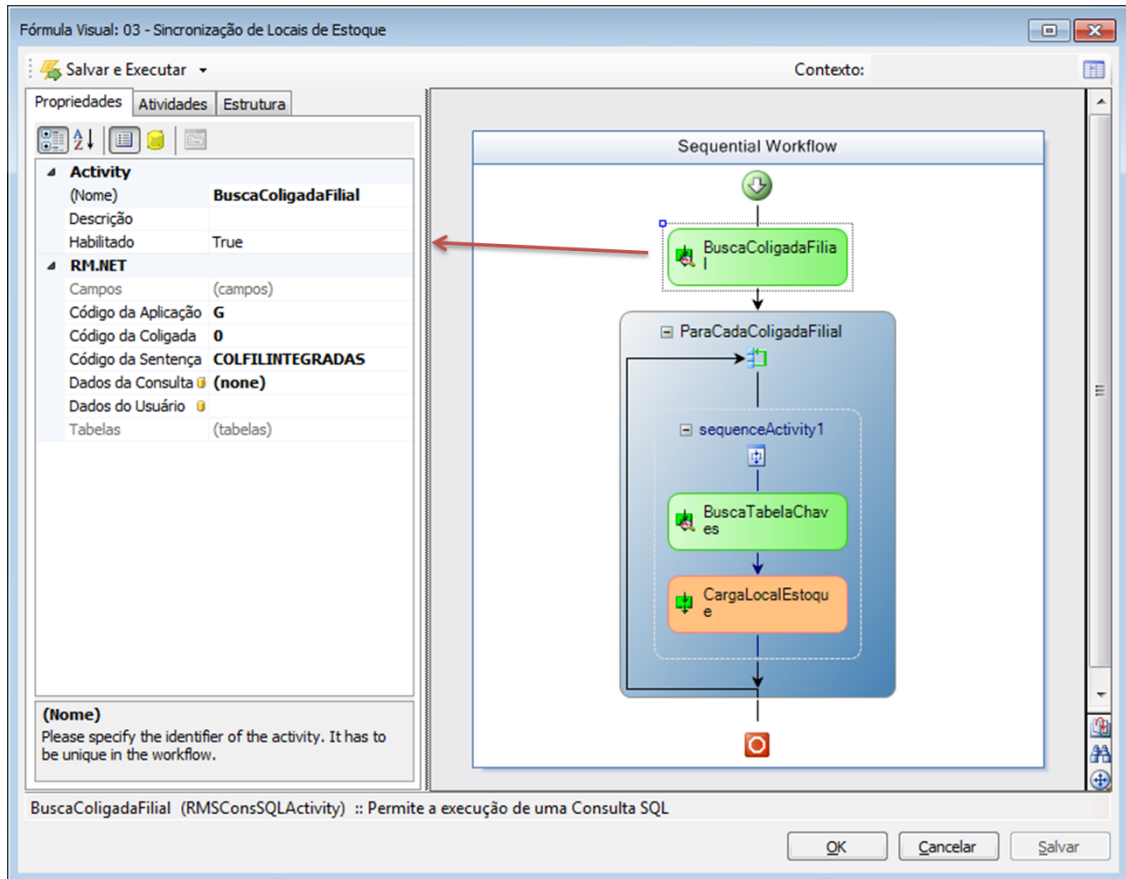 Fórmula Visual: 03 - Sincronização de Locais de Estoque
Salvar e Executar
Contexto:
Propriedades
Atividades
Estrutura
Activity
(Nome) BuscaColigadaFilial
Descrição
Habilitado True
RM.NET
Campos (campos)
Código da Aplicação G
Código da Coligada 0
Código da Sentença COLFILINTEGRADAS
Dados da Consulta (none)
Dados do Usuário
Tabelas (tabelas)
(Nome)
Please specify the identifier of the activity. It has to
be unique in the workflow.
Sequential Workflow
BuscaColigadaFilia
l
ParaCadaColigadaFilial
sequenceActivity1
BuscaTabelaChav
es
CargaLocalEstoqu
e
BuscaColigadaFilial (RMSConsSQLActivity) :: Permite a execução de uma Consulta SQL
OK
Cancelar
Salvar